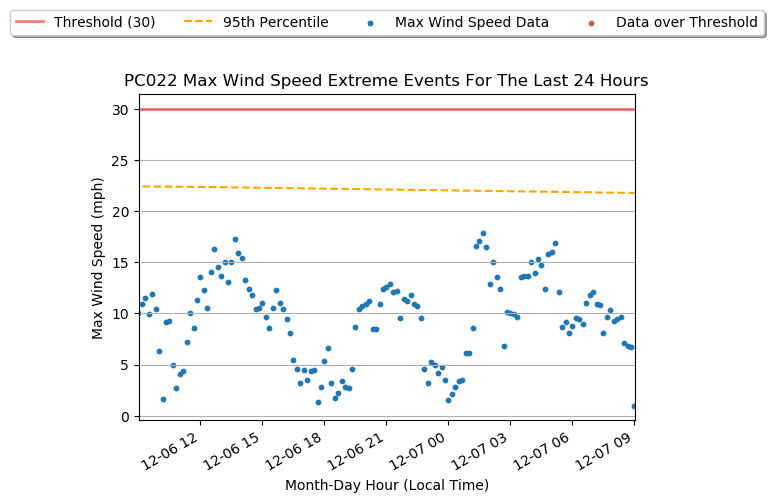 Threshold (30) 95th Percentile Max Wind Speed Data Data over Threshold
PC022 Max Wind Speed Extreme Events For The Last 24 Hours
30
25
20
15
10
5
0
Max Wind Speed (mph)
12-06 12 12-06 15 12-06 18 12-06 21 12-07 00 12-07 03 12-07 06 12-07 09
Month-Day Hour (Local Time)